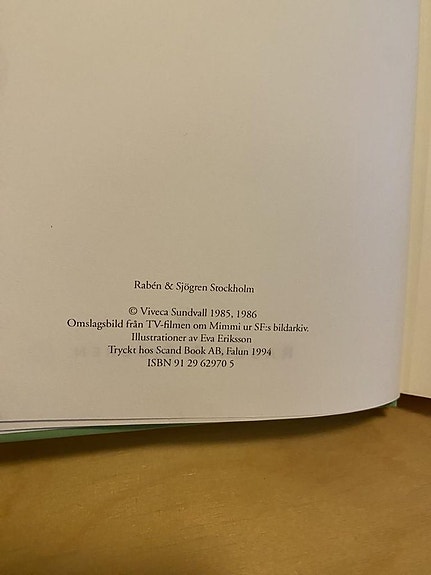 Rabén & Sjögren Stockholm
© Viveca Sundvall 1985, 1986
Omslagsbild från TV-filmen om Mimmi ur SF:s bildarkiv.
Illustrationer av Eva Eriksson
Tryckt hos Scand Book AB, Falun 1994
ISBN 91 29 62970 5